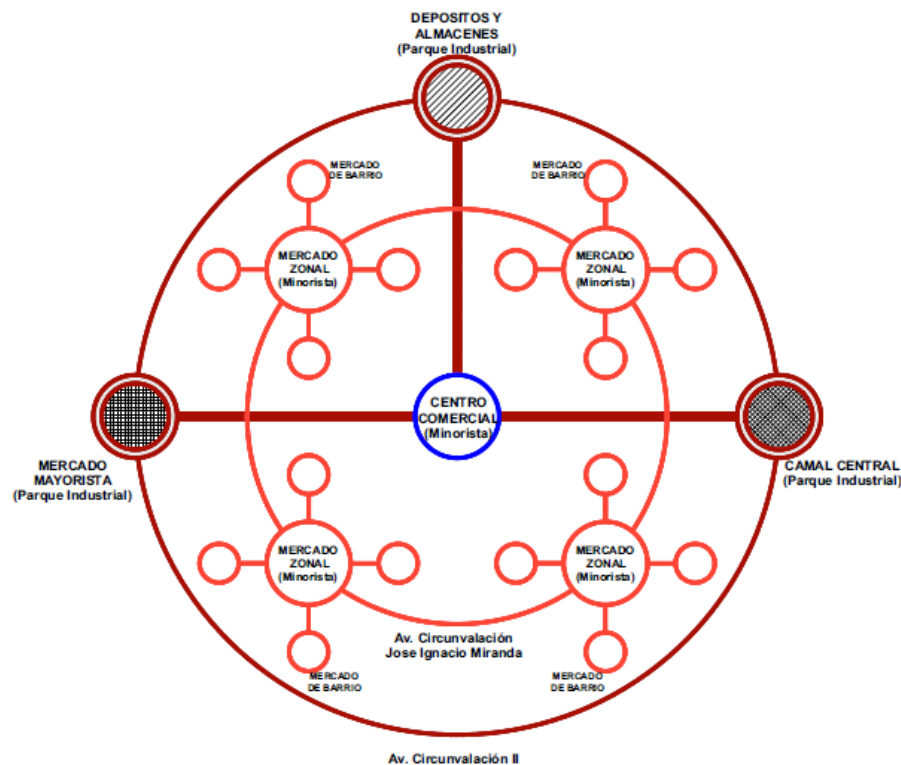 DEPOSITOS Y
ALMACENES
(Parque Industrial)
MERCADO
DE BARRIO
MERCADO
DE BARRIO
MERCADO
ZONAL
(Minorista)
MERCADO
ZONAL
(Minorista)
CENTRO
COMERCIAL
(Minorista)
MERCADO
MAYORISTA
(Parque Industrial)
CAMAL CENTRAL
(Parque Industrial)
MERCADO
ZONAL
(Minorista)
MERCADO
ZONAL
(Minorista)
Av. Circunvalación
Jose Ignacio Miranda
MERCADO
DE BARRIO
MERCADO
DE BARRIO
Av. Circunvalación II